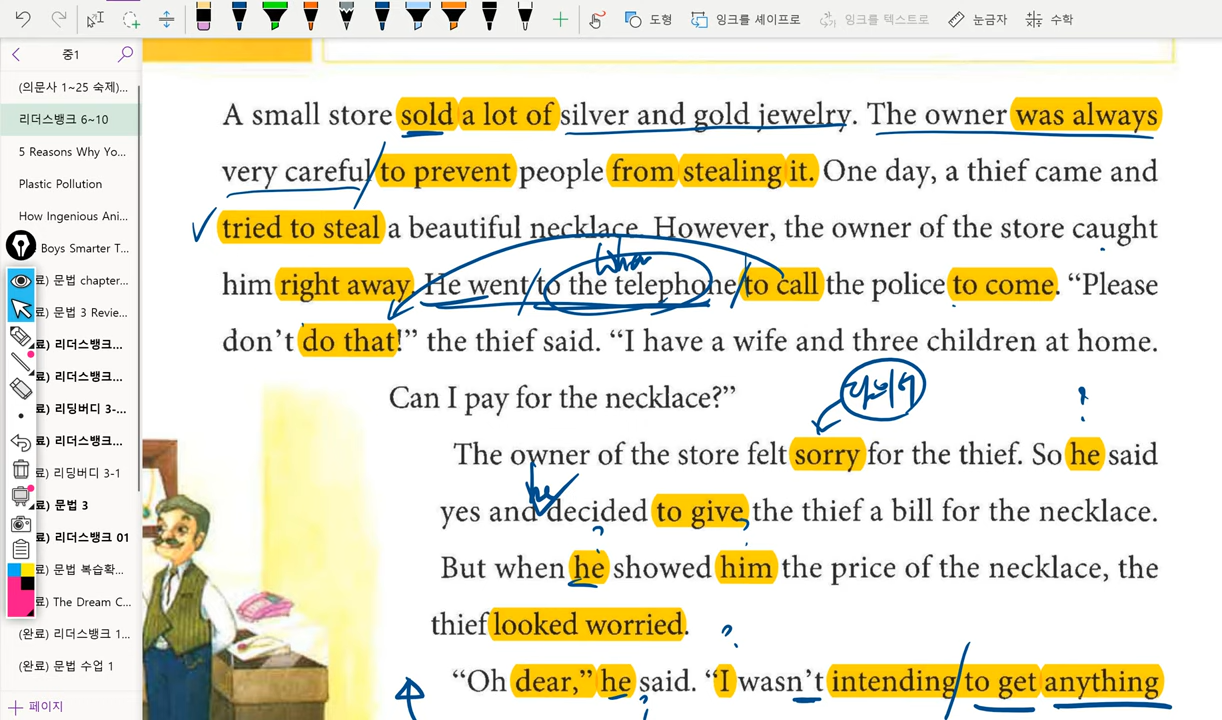 도형
잉크를 셰이프로
잉크를 텍스트로
눈금자
수학
중1
(의문사 1~25 숙제)...
리더스뱅크 6~10
5 Reasons Why Yo...
Plastic Pollution
How Ingenious Ani...
Boys Smarter T...
료) 문법 chapter...
료) 문법 3 Revie...
료) 리더스뱅크...
료) 리더스뱅크...
료) 리딩버디 3-...
료) 리더스뱅크...
료) 리딩버디 3-1
료) 문법 3
료) 리더스뱅크 01
료) 문법 복습확...
료) The Dream C...
(완료) 리더스뱅크 1...
(완료) 문법 수업 1
페이지
A small store sold a lot of silver and gold jewelry. The owner was always
very careful to prevent people from stealing it. One day, a thief came and
tried to steal a beautiful necklace. However, the owner of the store caught
him right away. He went to the telephone to call the police to come. “Please
don’t do that!” the thief said. “I have a wife and three children at home.
Can I pay for the necklace?”
The owner of the store felt sorry for the thief. So he said
he
yes and decided to give the thief a bill for the necklace.
But when he showed him the price of the necklace, the
thief looked worried.
“Oh dear,” he said. “I wasn’t intending to get anything